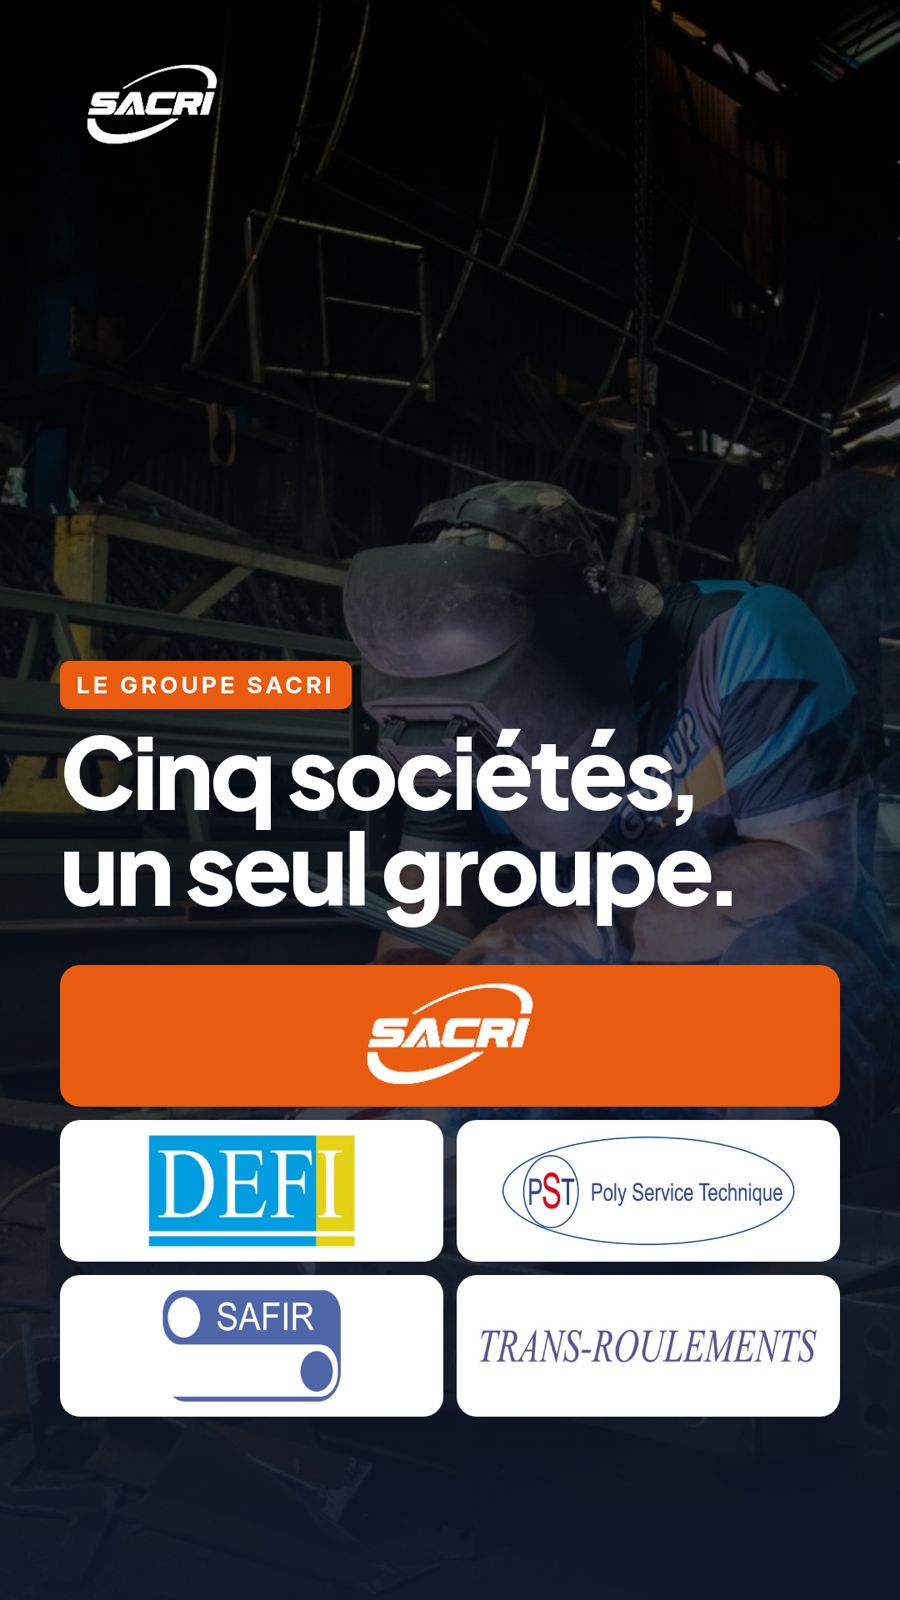 SACRI
LE GROUPE SACRI
Cinq sociétés,
un seul groupe.
SACRI
DEFI
PST Poly Service Technique
SAFIR
TRANS-ROULEMENTS